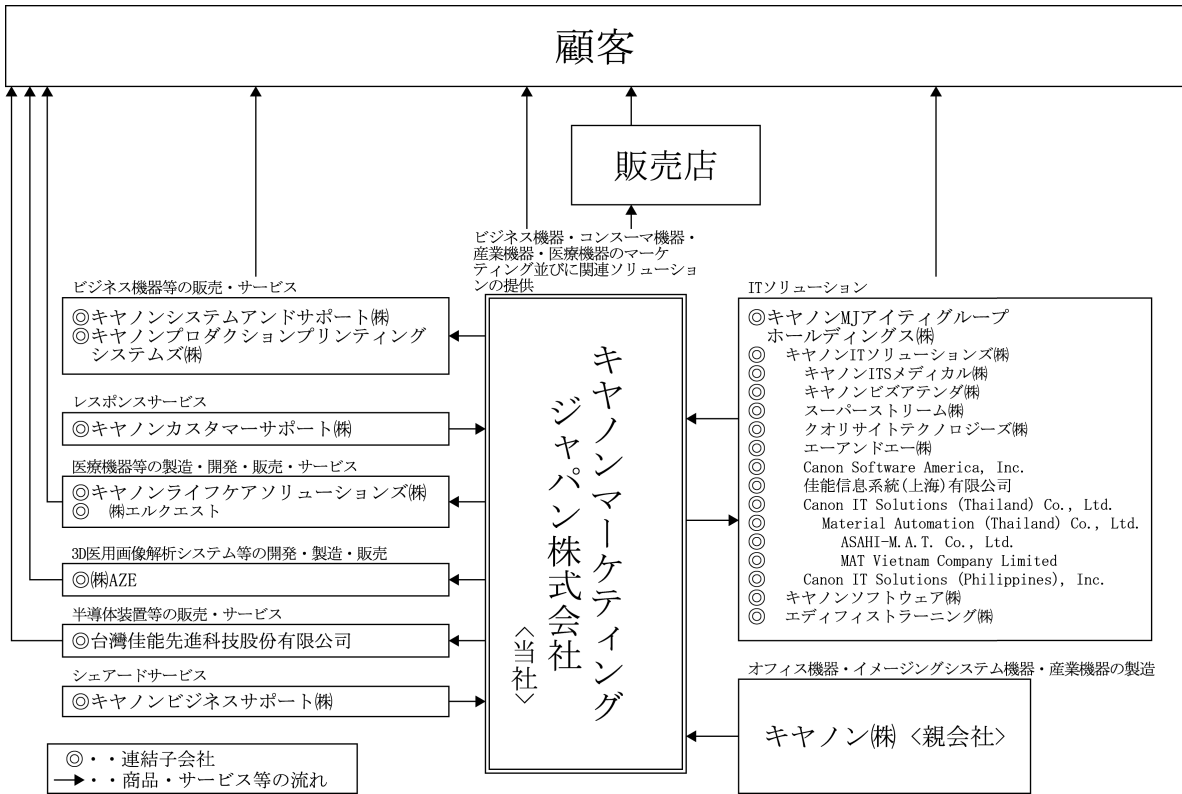 顧客
販売店
ビジネス機器・コンスーマ機器・
産業機器・医療機器のマーケ
ティング並びに関連ソリューショ
ンの提供
ビジネス機器等の販売・サービス
◎キヤノンシステムアンドサポート㈱
◎キヤノンプロダクションプリンティング
システムズ㈱
レスポンスサービス
◎キヤノンカスタマーサポート㈱
医療機器等の製造・開発・販売・サービス
◎キヤノンライフケアソリューションズ㈱
◎ ㈱エルクエスト
3D医用画像解析システム等の開発・製造・販売
◎㈱AZE
半導体装置等の販売・サービス
◎台灣佳能先進科技股份有限公司
シェアードサービス
◎キヤノンビジネスサポート㈱
キヤノンマーケティング
ジャパン株式会社
〈当社〉
ITソリューション
◎キヤノンMJアイティグループ
ホールディングス㈱
◎ キヤノンITソリューションズ㈱
◎ キヤノンITSメディカル㈱
◎ キヤノンビズアテンダ㈱
◎ スーパーストリーム㈱
◎ クオリサイトテクノロジーズ㈱
◎ エーアンドエー㈱
◎ Canon Software America, Inc.
◎ 佳能信息系統(上海)有限公司
◎ Canon IT Solutions (Thailand) Co., Ltd.
◎ Material Automation (Thailand) Co., Ltd.
◎ ASAHI-M.A.T. Co., Ltd.
◎ MAT Vietnam Company Limited
◎ Canon IT Solutions (Philippines), Inc.
◎ キヤノンソフトウェア㈱
◎ エディフィストラーニング㈱
オフィス機器・イメージングシステム機器・産業機器の製造
キヤノン㈱〈親会社〉
◎・・連結子会社
→・・商品・サービス等の流れ